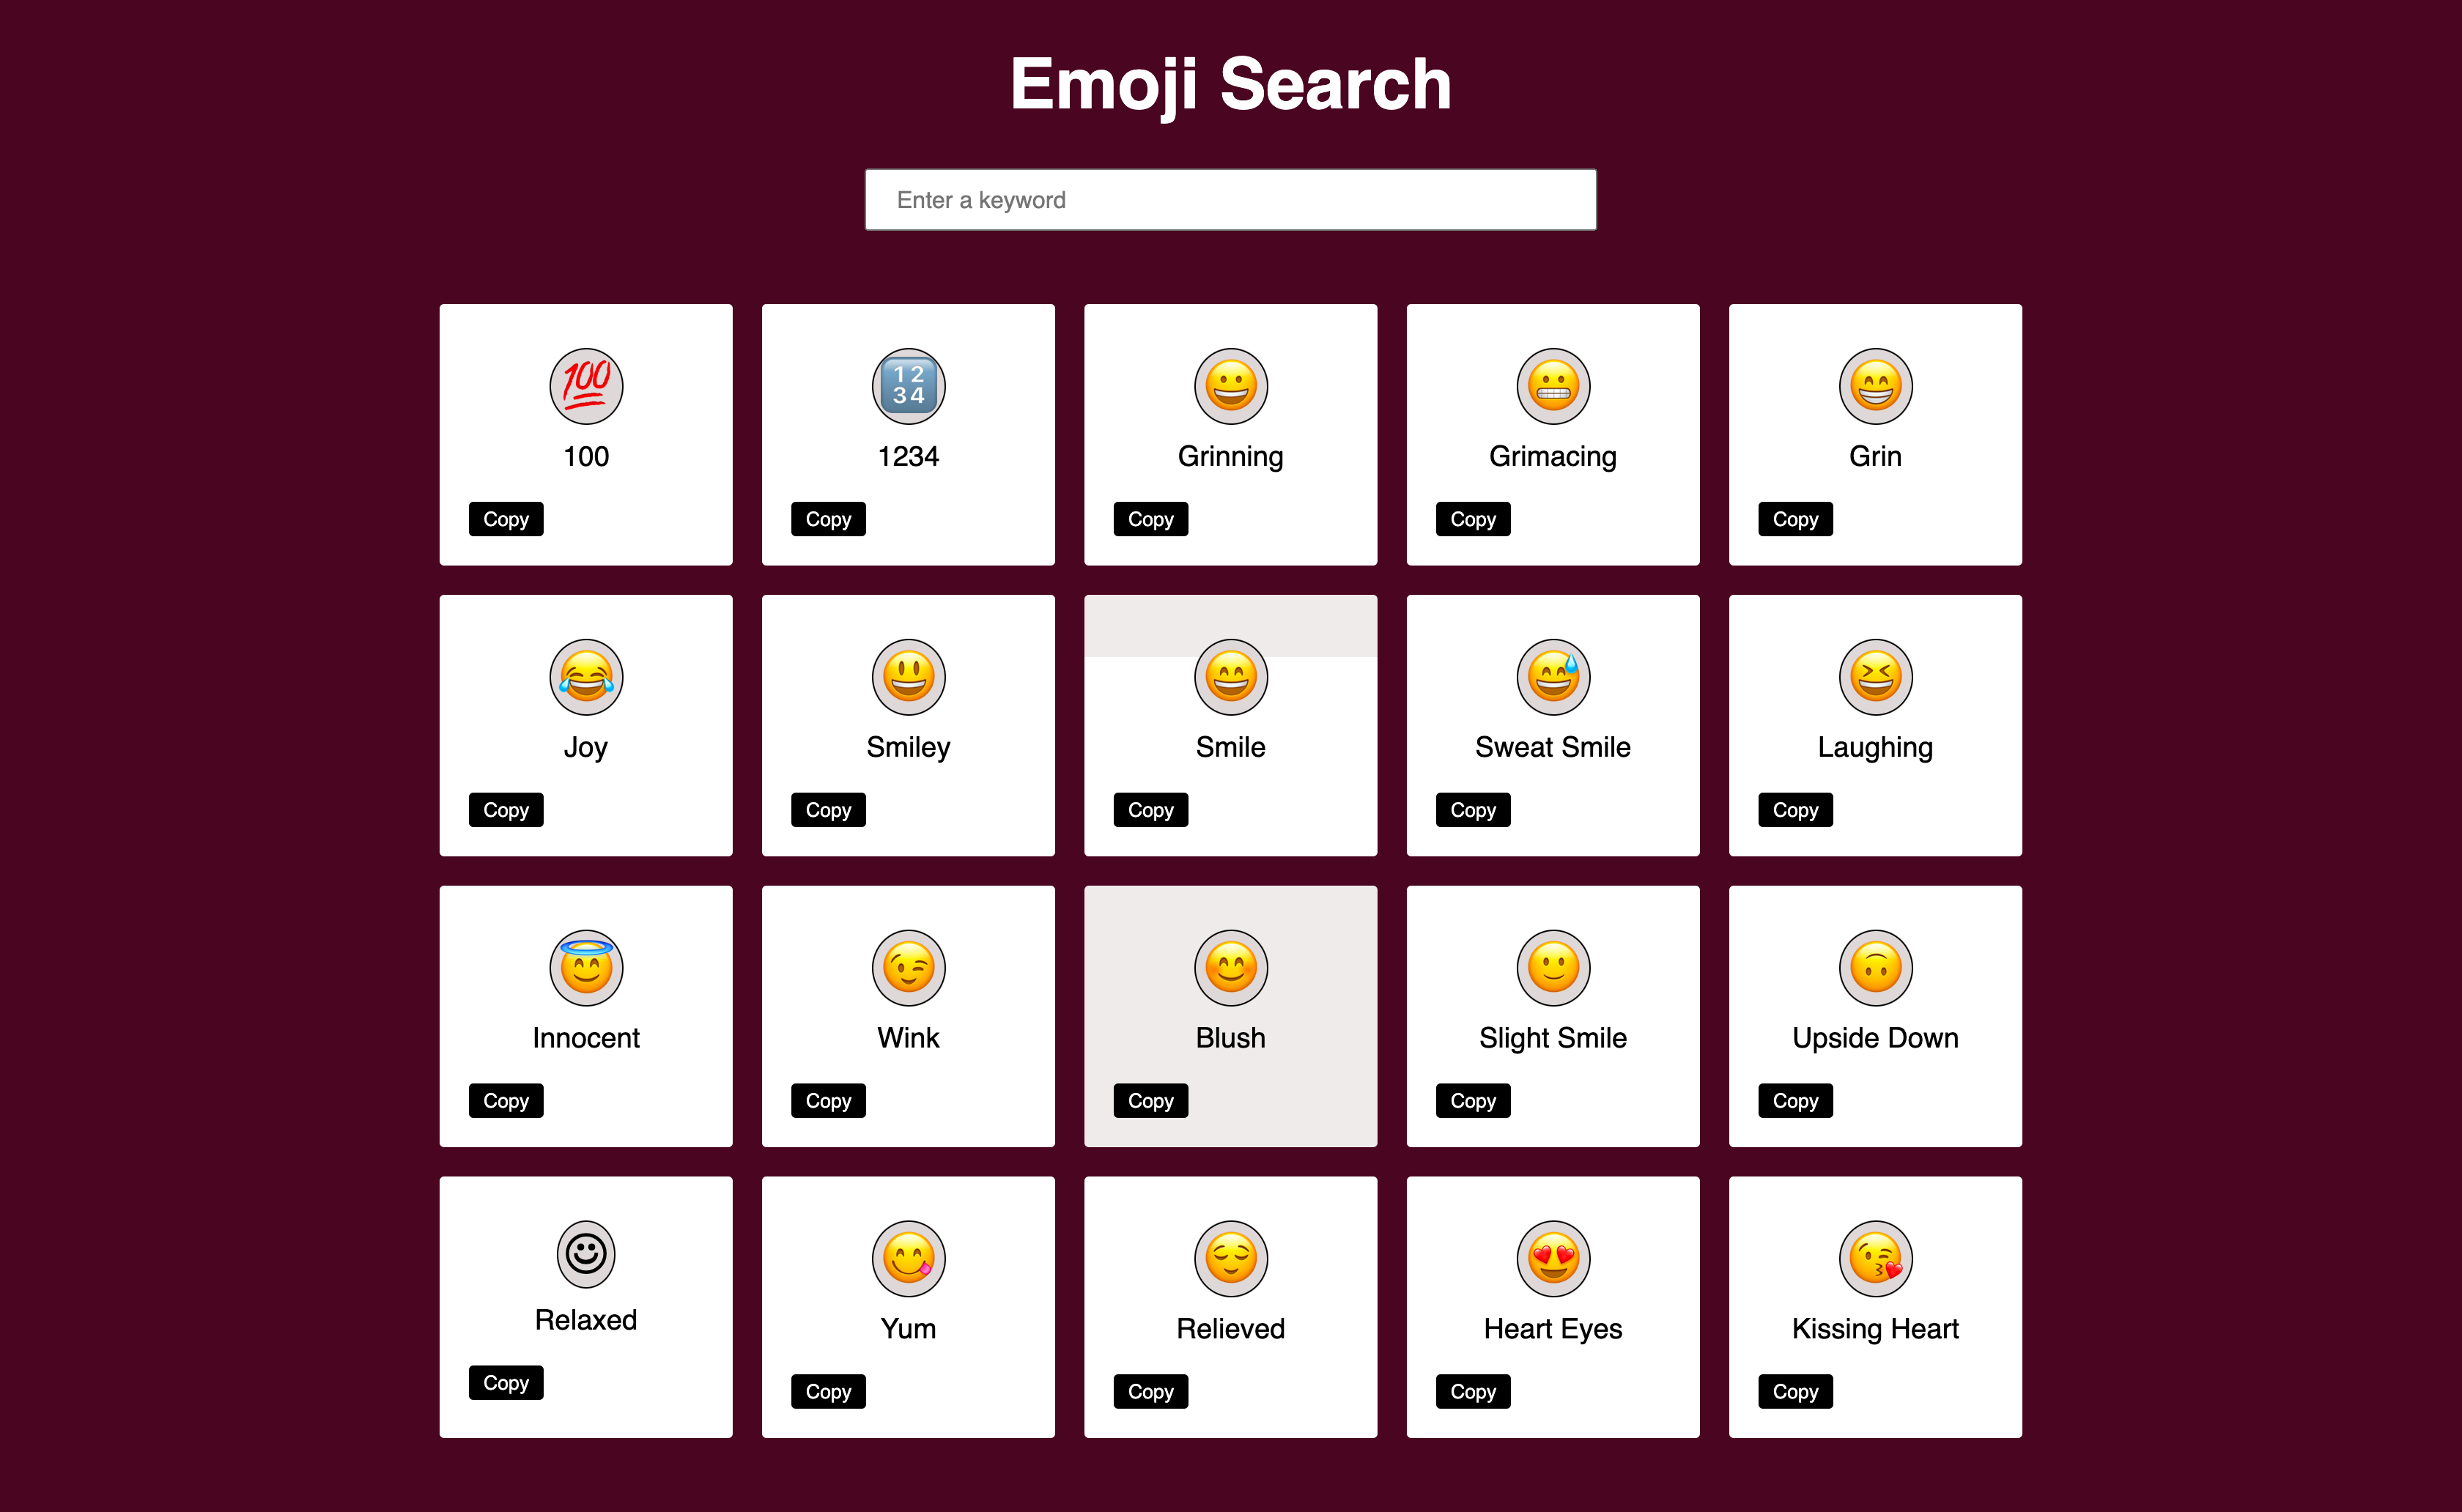 Emoji Search
Enter a keyword
💯 🔢 😀 😬 😁
100 1234 Grinning Grimacing Grin
Copy Copy Copy Copy Copy
😂 😃 😄 😅 😆
Joy Smiley Smile Sweat Smile Laughing
Copy Copy Copy Copy Copy
😇 😉 😊 🙂 🙃
Innocent Wink Blush Slight Smile Upside Down
Copy Copy Copy Copy Copy
☺ 😋 😌 😍 😘
Relaxed Yum Relieved Heart Eyes Kissing Heart
Copy Copy Copy Copy Copy